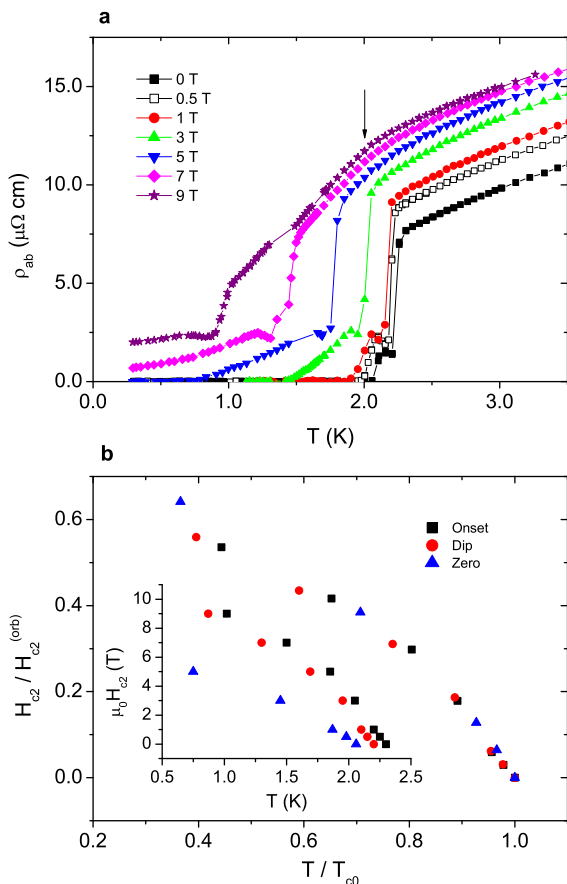 a
15.0
10.0
5.0
0.0
ρab (μΩ cm)
0 T
0.5 T
1 T
3 T
5 T
7 T
9 T
0.0 1.0 2.0 3.0
T (K)
b
0.6
0.4
0.2
0.0
Hc2 / Hc2(orb)
Onset
Dip
Zero
10
8
6
4
2
0
μ0Hc2 (T)
0.5 1.0 1.5 2.0 2.5
T (K)
0.2 0.4 0.6 0.8 1.0
T / Tc0